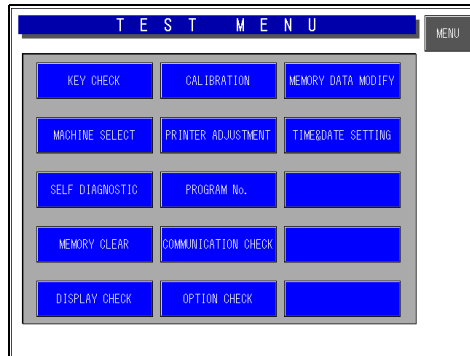 TEST MENU
MENU
KEY CHECK
CALIBRATION
MEMORY DATA MODIFY
MACHINE SELECT
PRINTER ADJUSTMENT
TIME&DATE SETTING
SELF DIAGNOSTIC
PROGRAM No.
MEMORY CLEAR
COMMUNICATION CHECK
DISPLAY CHECK
OPTION CHECK